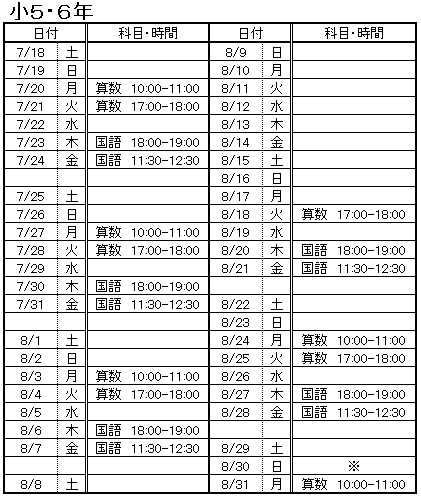 小5・6年
日付 科目・時間 日付 科目・時間
7/18 土 8/9 日
7/19 日 8/10 月
7/20 月 算数 10:00-11:00 8/11 火
7/21 火 算数 17:00-18:00 8/12 水
7/22 水 8/13 木
7/23 木 国語 18:00-19:00 8/14 金
7/24 金 国語 11:30-12:30 8/15 土
8/16 日
7/25 土 8/17 月
7/26 日 8/18 火 算数 17:00-18:00
7/27 月 算数 10:00-11:00 8/19 水
7/28 火 算数 17:00-18:00 8/20 木 国語 18:00-19:00
7/29 水 8/21 金 国語 11:30-12:30
7/30 木 国語 18:00-19:00
7/31 金 国語 11:30-12:30 8/22 土
8/23 日
8/1 土 8/24 月 算数 10:00-11:00
8/2 日 8/25 火 算数 17:00-18:00
8/3 月 算数 10:00-11:00 8/26 水
8/4 火 算数 17:00-18:00 8/27 木 国語 18:00-19:00
8/5 水 8/28 金 国語 11:30-12:30
8/6 木 国語 18:00-19:00
8/7 金 国語 11:30-12:30 8/29 土
8/30 日 ※
8/8 土 8/31 月 算数 10:00-11:00